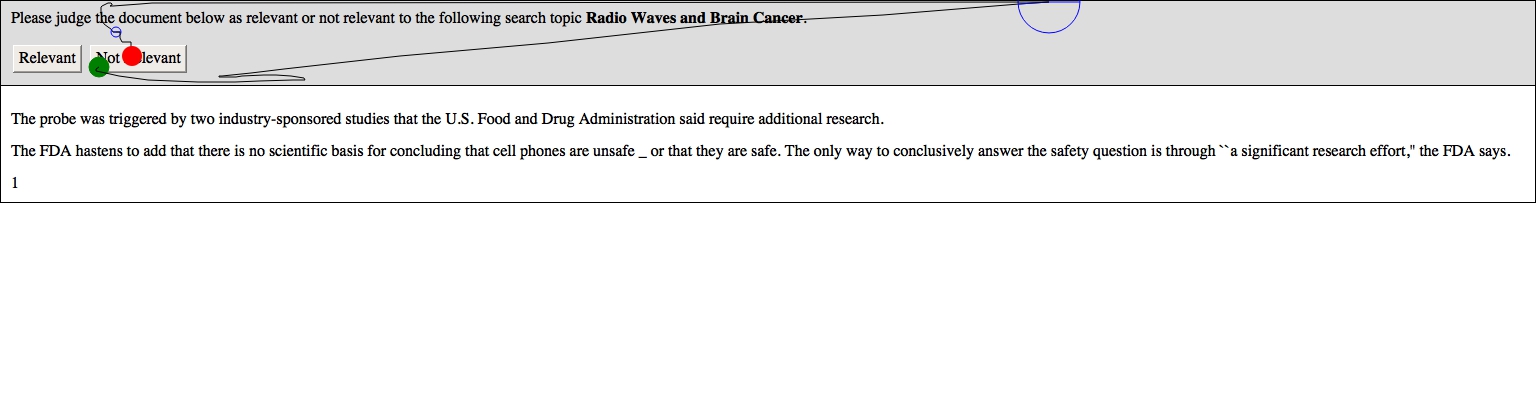 Please judge the document below as relevant or not relevant to the following search topic Radio Waves and Brain Cancer.
Relevant Not levant
The probe was triggered by two industry-sponsored studies that the U.S. Food and Drug Administration said require additional research.
The FDA hastens to add that there is no scientific basis for concluding that cell phones are unsafe _ or that they are safe. The only way to conclusively answer the safety question is through ``a significant research effort,'' the FDA says.
1